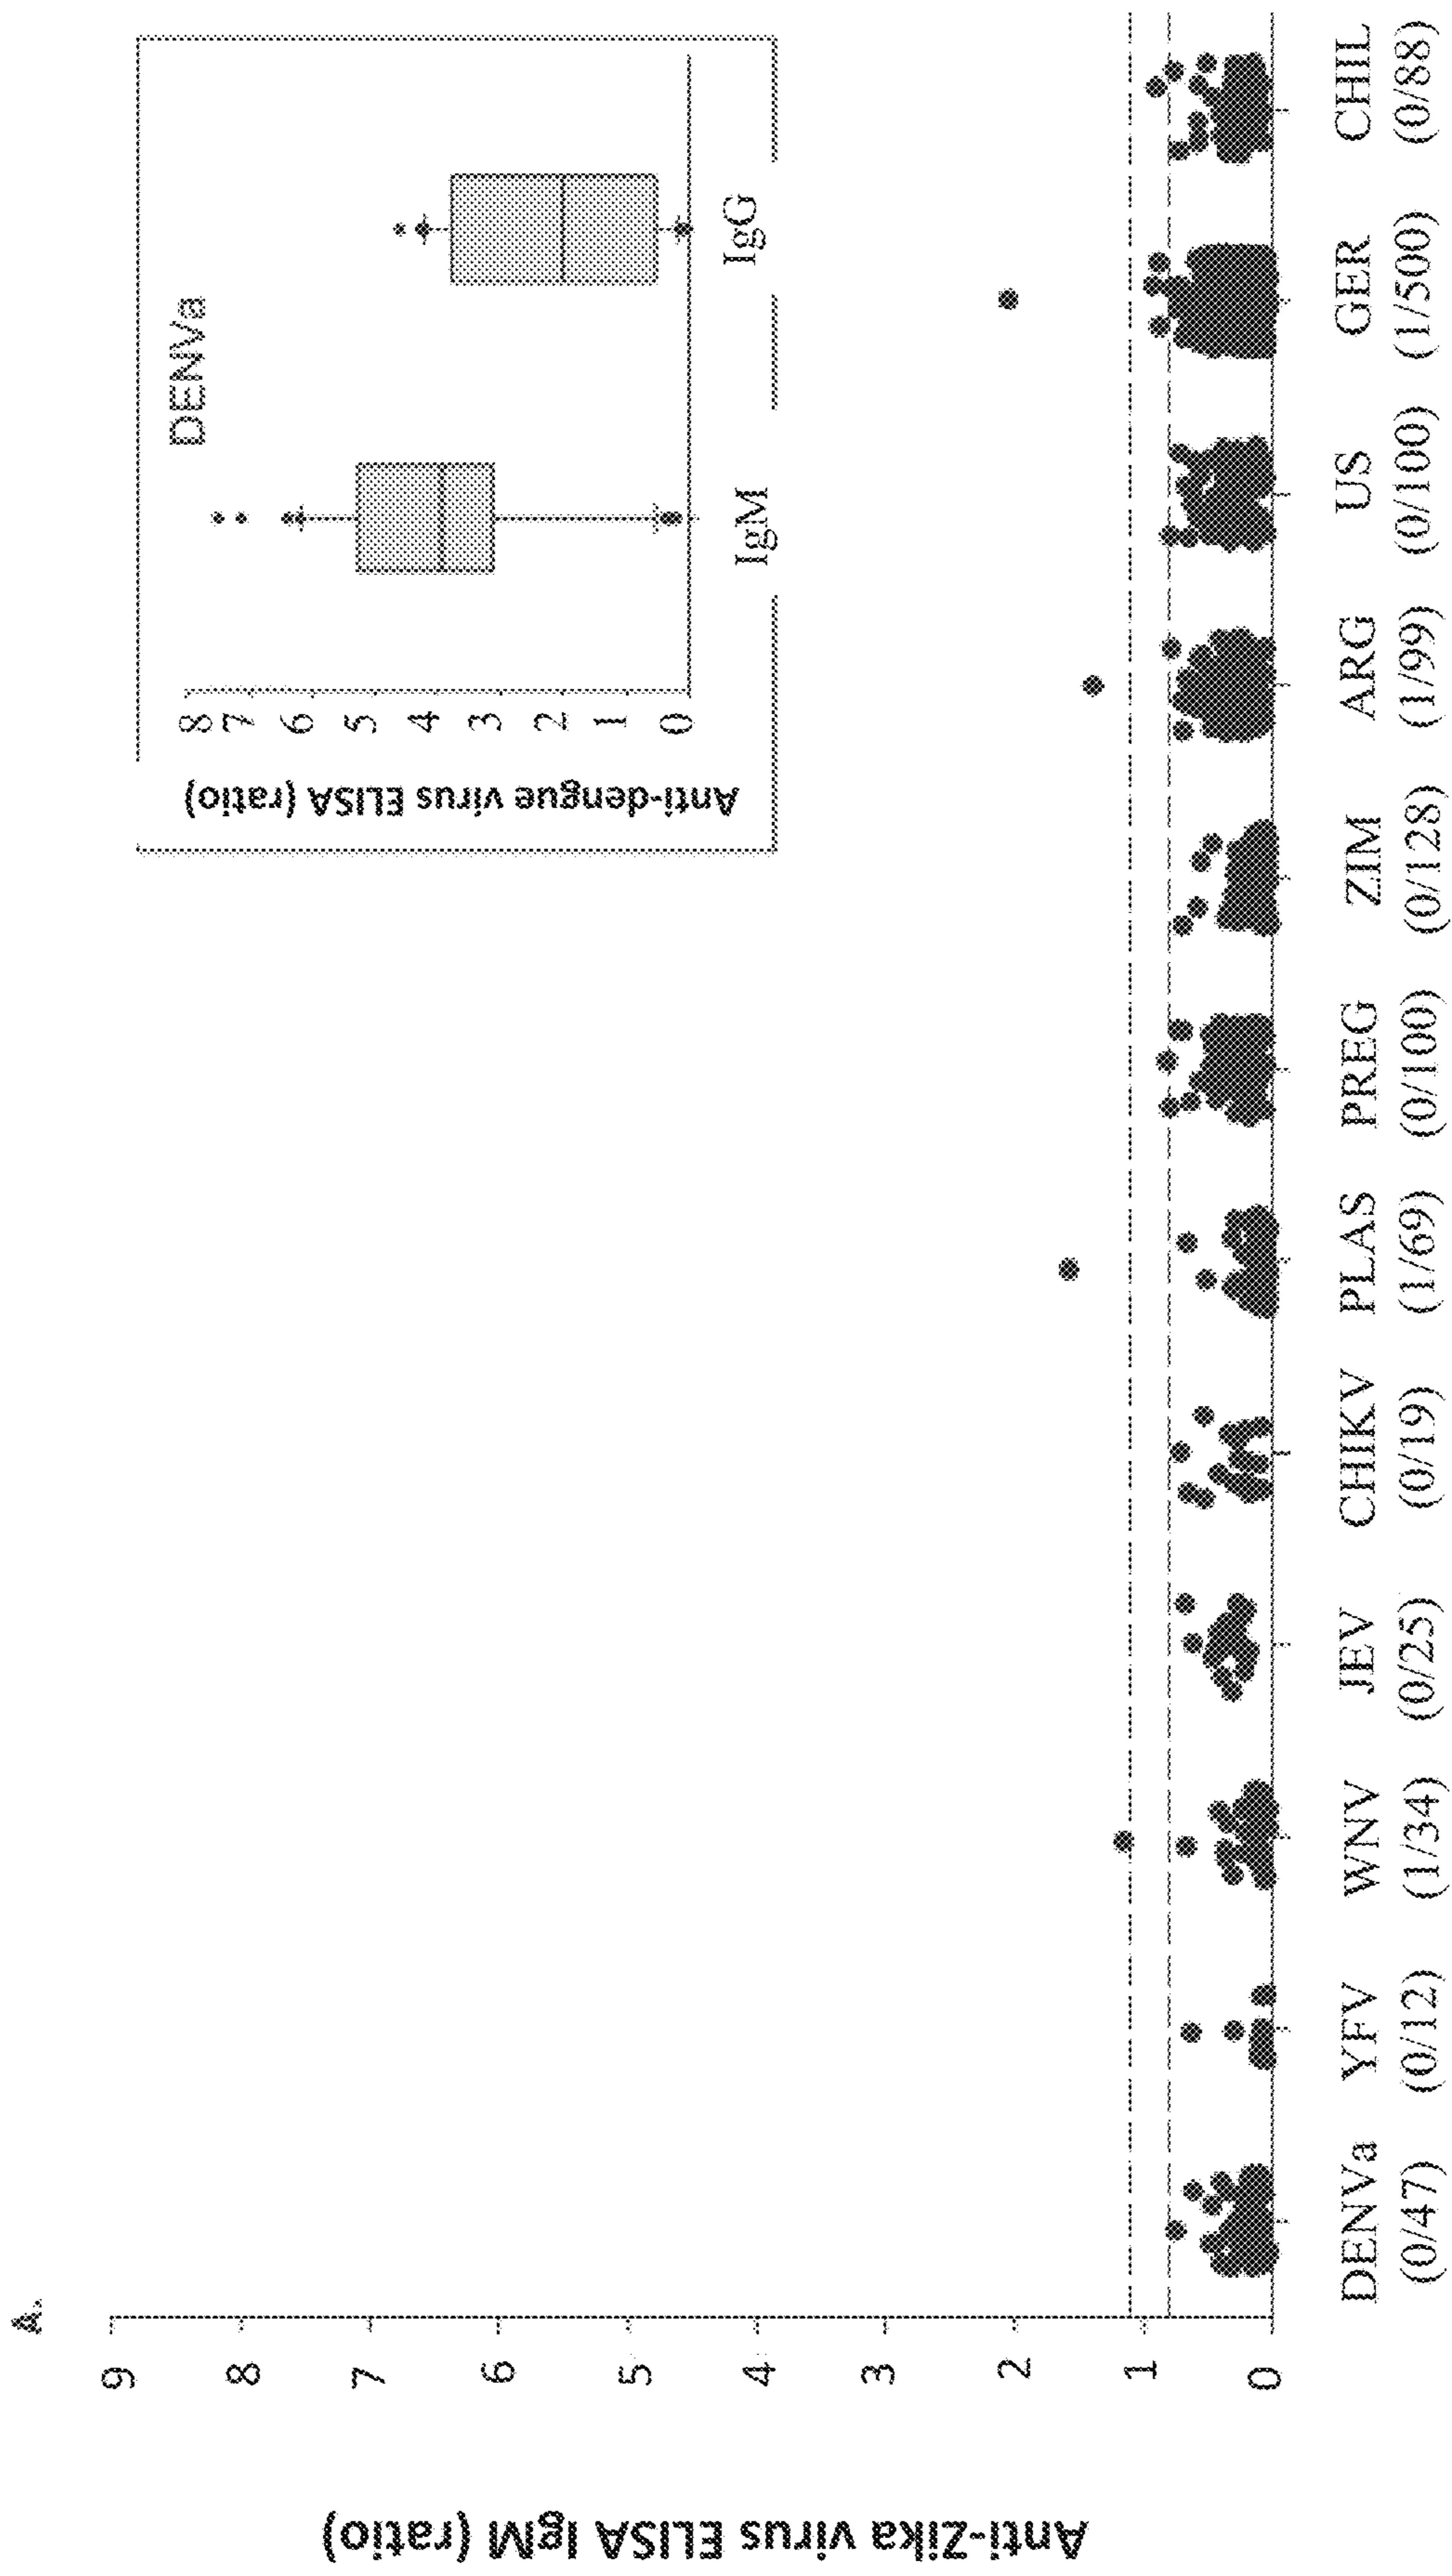 A.
Anti-Zika virus ELISA IgM (ratio)
9
8
7
6
5
4
3
2
1
0
DENVa
Anti-dengue virus ELISA (ratio)
8
7
6
5
4
3
2
1
0
IgM
IgG
DENVa YFV WNV JEV CHIKV PLAS PREG ZIM ARG US GER CHIL
(0/47) (0/12) (1/34) (0/25) (0/19) (1/69) (0/100) (0/128) (1/99) (0/100) (1/500) (0/88)